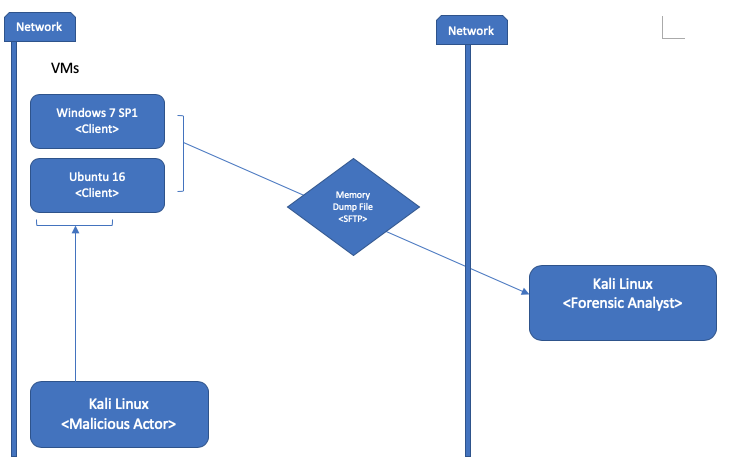 Network
Network
VMs
Windows 7 SP1
<Client>
Ubuntu 16
<Client>
Memory
Dump File
<SFTP>
Kali Linux
<Forensic Analyst>
Kali Linux
<Malicious Actor>